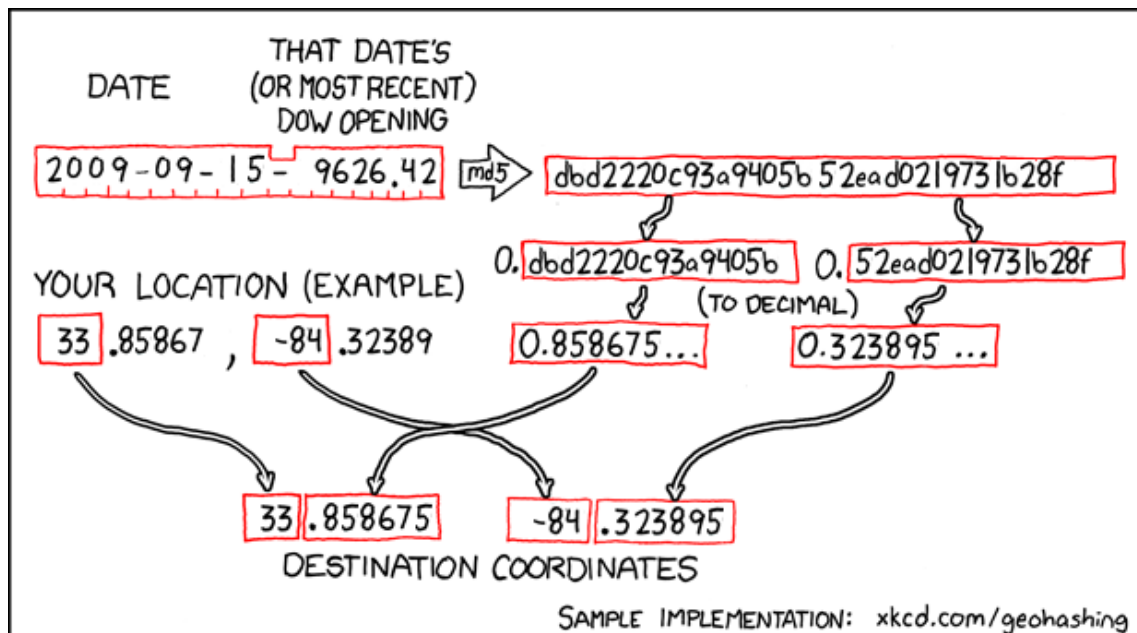 DATE
THAT DATE'S
(OR MOST RECENT)
DOW OPENING
2009-09-15- 9626.42
md5
dbd2220c93a9405b52ead0219731b28f
0.dbd2220c93a9405b
0.52ead0219731b28f
YOUR LOCATION (EXAMPLE)
(TO DECIMAL)
33.85867, -84.32389
0.858675...
0.323895...
33.858675
-84.323895
DESTINATION COORDINATES
SAMPLE IMPLEMENTATION: xkcd.com/geohashing